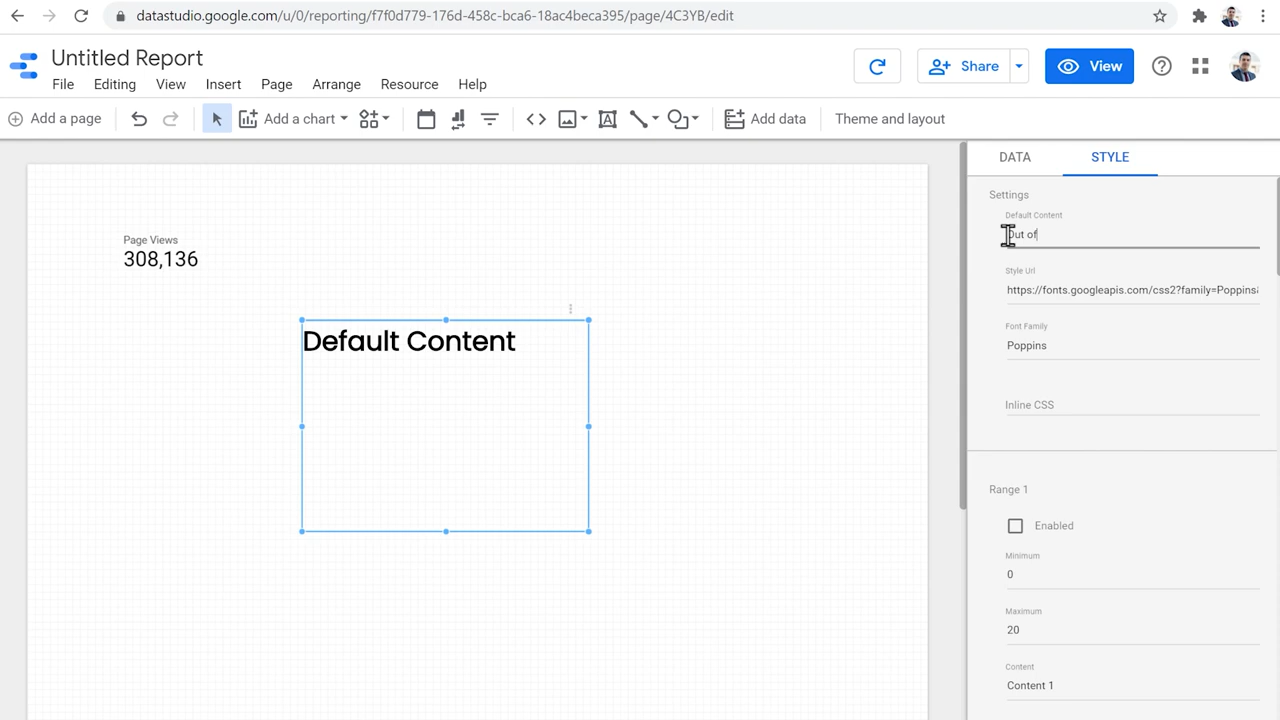 datastudio.google.com/u/0/reporting/f7f0d779-176d-458c-bca6-18ac4beca395/page/4C3YB/edit
Untitled Report
File Editing View Insert Page Arrange Resource Help
Share View
Add a page Add a chart Add data Theme and layout
DATA STYLE
Settings
Default Content
Out of
Style Url
https://fonts.googleapis.com/css2?family=Poppins
Font Family
Poppins
Inline CSS
Range 1
Enabled
Minimum
0
Maximum
20
Content
Content 1
Page Views
308,136
Default Content